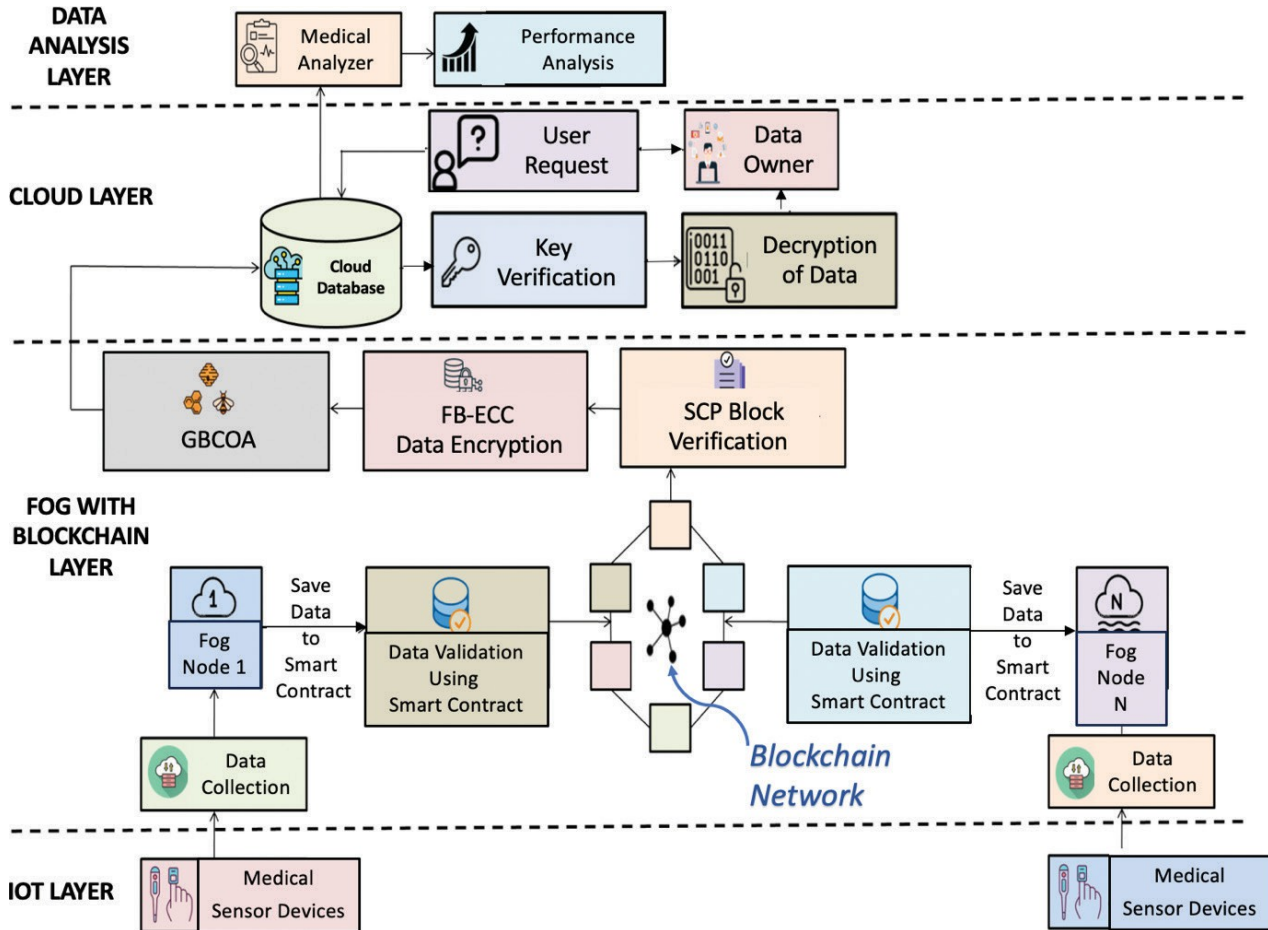 DATA
ANALYSIS
LAYER
Medical
Analyzer
Performance
Analysis
CLOUD LAYER
?
User
Request
Data
Owner
Cloud
Database
Key
Verification
0011
0110
001
Decryption
of Data
FOG WITH
BLOCKCHAIN
LAYER
GBCOA
FB-ECC
Data Encryption
SCP Block
Verification
1
Fog
Node 1
Save
Data
to
Smart
Contract
Data Validation
Using
Smart Contract
Blockchain
Network
Data Validation
Using
Smart Contract
Save
Data
to
Smart
Contract
N
Fog
Node
N
Data
Collection
Data
Collection
IOT LAYER
Medical
Sensor Devices
Medical
Sensor Devices